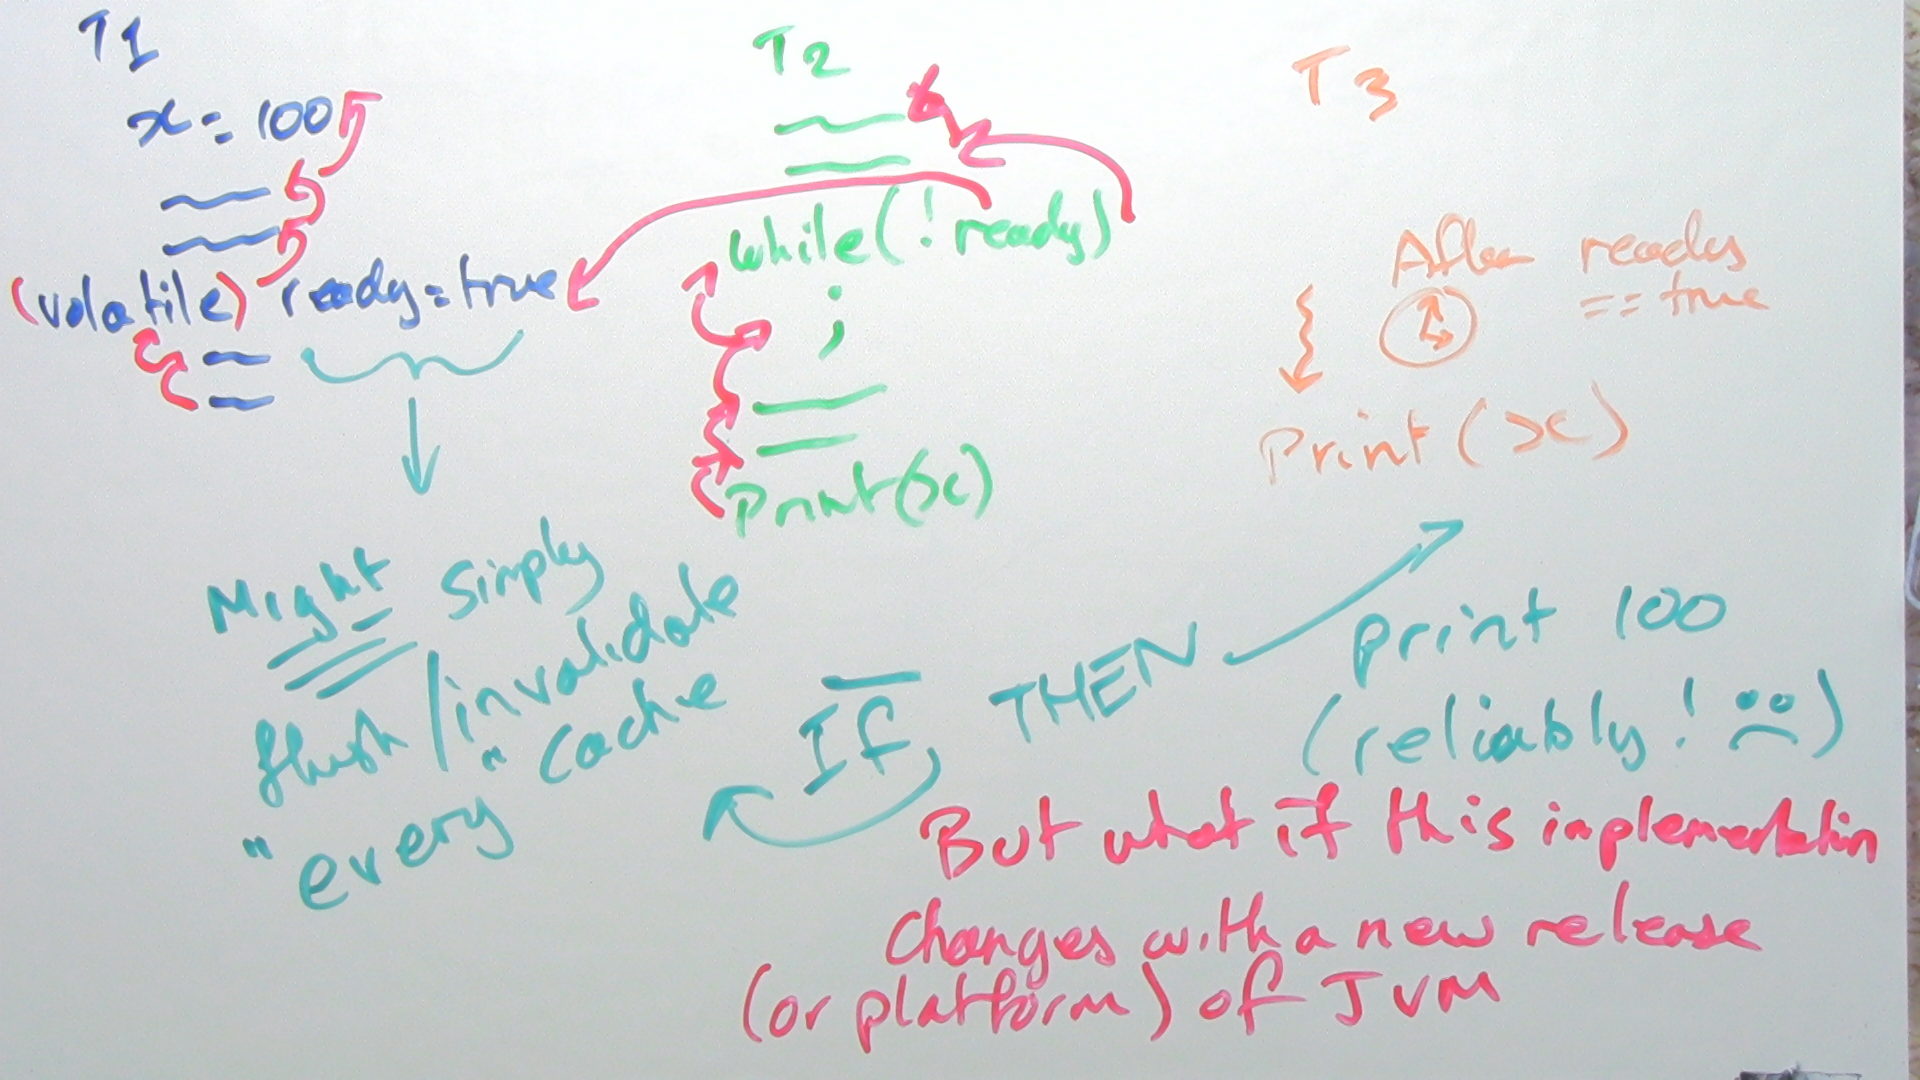 T1
x = 100
(volatile) ready = true
Might simply
flush/invalidate
"every" cache
T2
while(! ready)
;
Print(x)
T3
After ready
== true
Print(x)
If THEN
print 100
(reliably! )
But what if this implementation
changes with a new release
(or platform) of JVM